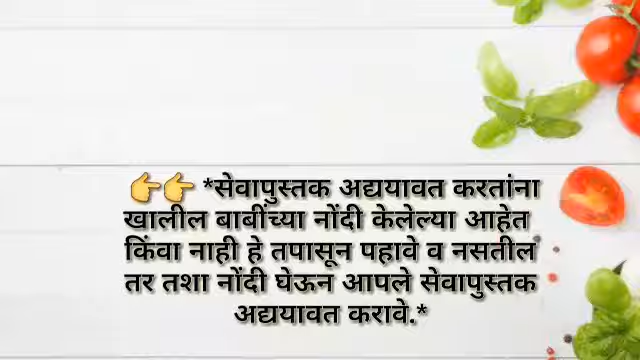 👉👉 *सेवापुस्तक अद्ययावत करतांना
खालील बाबींच्या नोंदी केलेल्या आहेत
किंवा नाही हे तपासून पहावे व नसतील
तर तशा नोंदी घेऊन आपले सेवापुस्तक
अद्ययावत करावे.*